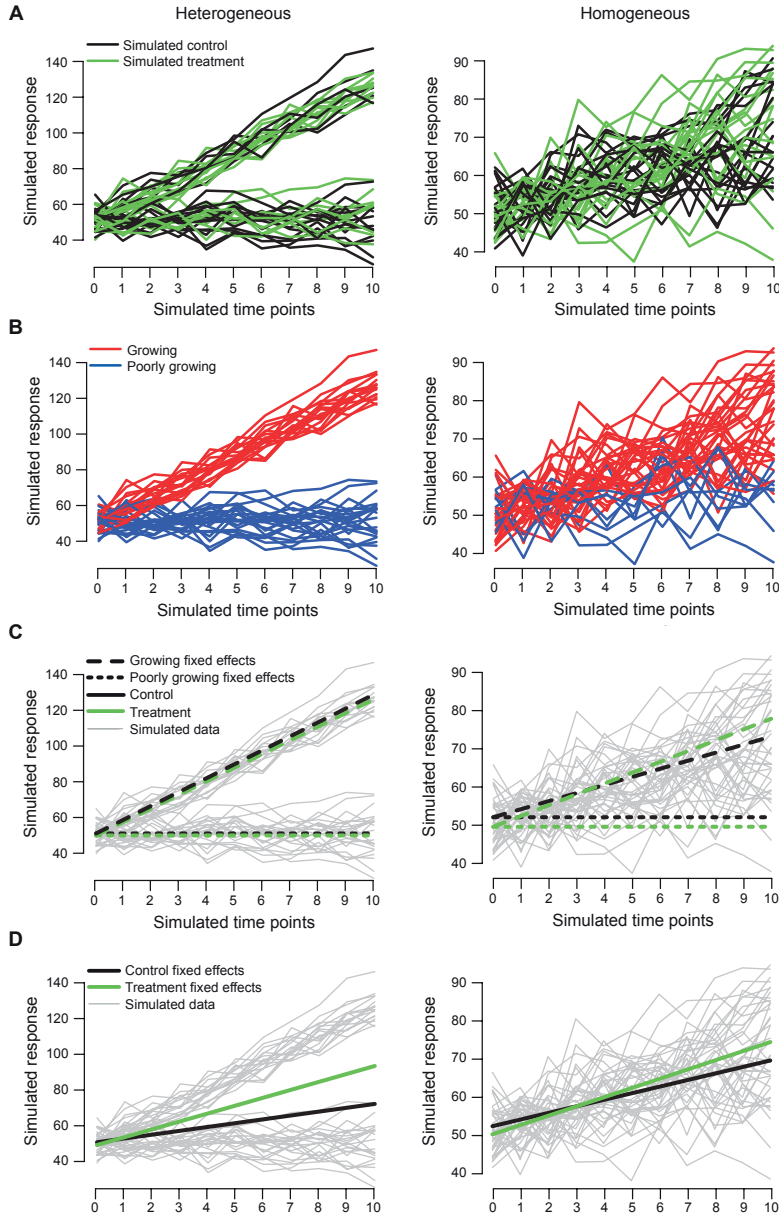 A
Heterogeneous
Homogeneous
Simulated control
Simulated treatment
Simulated response
140
120
100
80
60
40
0 1 2 3 4 5 6 7 8 9 10
Simulated time points
Simulated response
90
80
70
60
50
40
0 1 2 3 4 5 6 7 8 9 10
Simulated time points
B
Growing
Poorly growing
Simulated response
140
120
100
80
60
40
0 1 2 3 4 5 6 7 8 9 10
Simulated time points
Simulated response
90
80
70
60
50
40
0 1 2 3 4 5 6 7 8 9 10
Simulated time points
C
Growing fixed effects
Poorly growing fixed effects
Control
Treatment
Simulated data
Simulated response
140
120
100
80
60
40
0 1 2 3 4 5 6 7 8 9 10
Simulated time points
Simulated response
90
80
70
60
50
40
0 1 2 3 4 5 6 7 8 9 10
Simulated time points
D
Control fixed effects
Treatment fixed effects
Simulated data
Simulated response
140
120
100
80
60
40
0 1 2 3 4 5 6 7 8 9 10
Simulated time points
Simulated response
90
80
70
60
50
40
0 1 2 3 4 5 6 7 8 9 10
Simulated time points